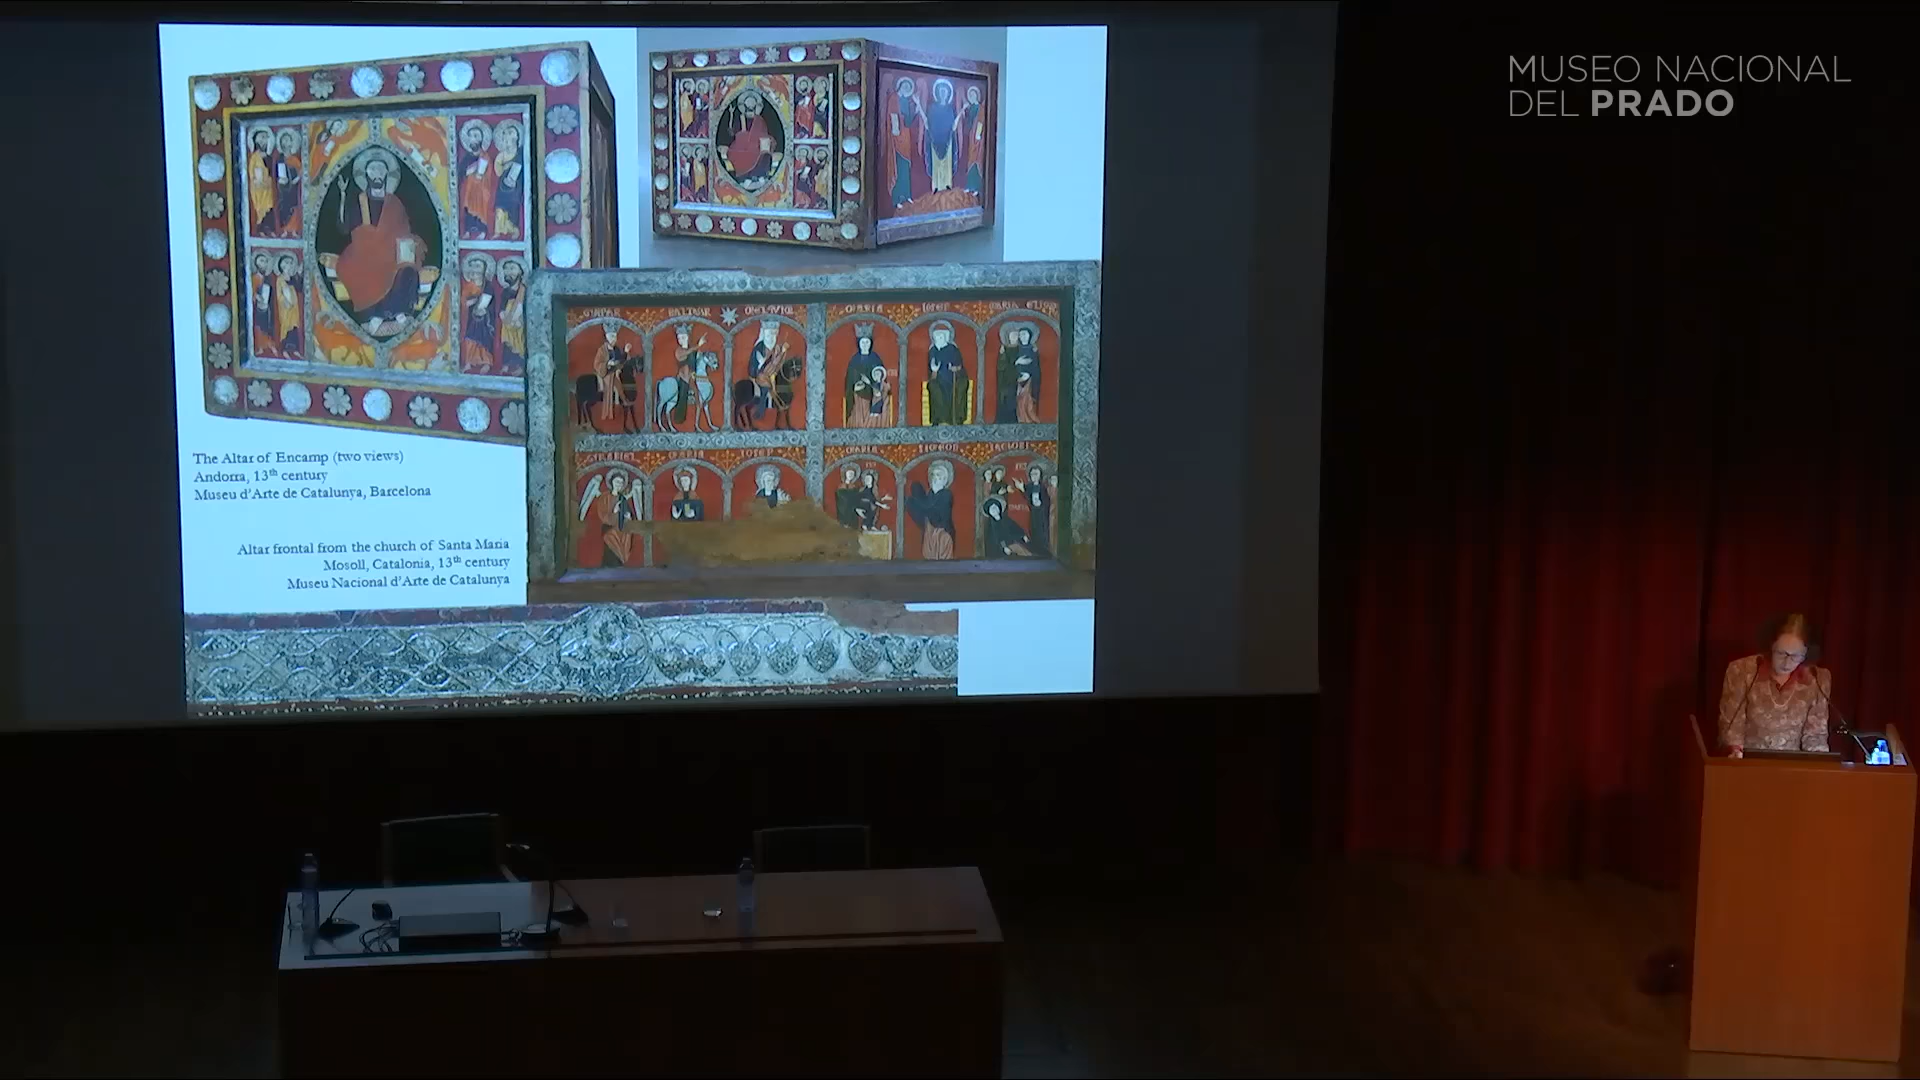 MUSEO NACIONAL
DEL PRADO
The Altar of Encamp (two views)
Andorra, 13th century
Museu d'Arte de Catalunya, Barcelona
Altar frontal from the church of Santa Maria
Mosoll, Catalonia, 13th century
Museu Nacional d'Arte de Catalunya